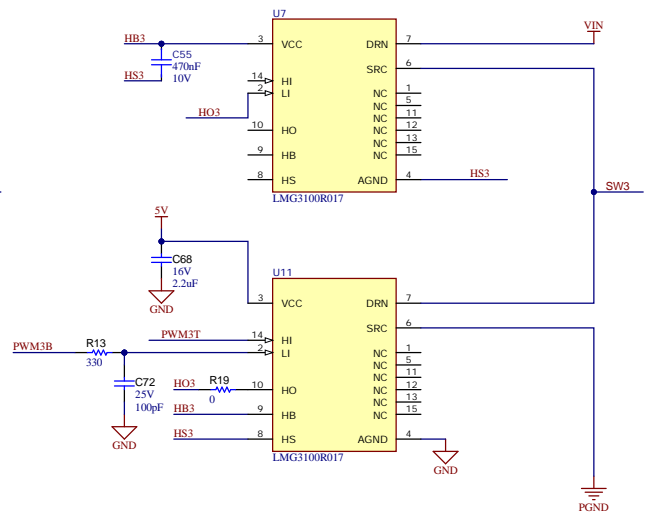 U7
VIN
HB3
3 VCC DRN 7
C55
470nF
10V
SRC 6
HS3
14 HI
2 LI
NC 1
NC 5
NC 11
NC 12
NC 13
NC 15
HO3
10 HO
9 HB
8 HS
AGND 4
HS3
SW3
LMG3100R017
5V
C68
16V
2.2uF
GND
U11
3 VCC DRN 7
SRC 6
PWM3T
14 HI
PWM3B
R13
330
2 LI
NC 1
NC 5
NC 11
NC 12
NC 13
NC 15
C72
25V
100pF
GND
HO3
R19
0
10 HO
HB3
9 HB
HS3
8 HS
AGND 4
GND
LMG3100R017
PGND